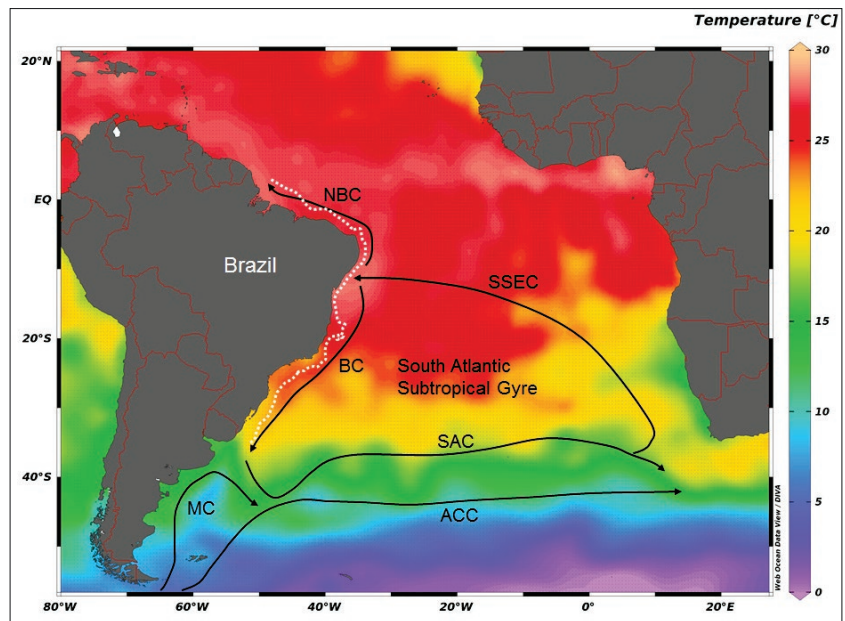 Temperature [°C]
20°N
EQ
20°S
40°S
80°W
60°W
40°W
20°W
0°
20°E
30
25
20
15
10
5
0
NBC
Brazil
SSEC
BC
South Atlantic
Subtropical Gyre
SAC
MC
ACC
Web Ocean Data View / DIVA